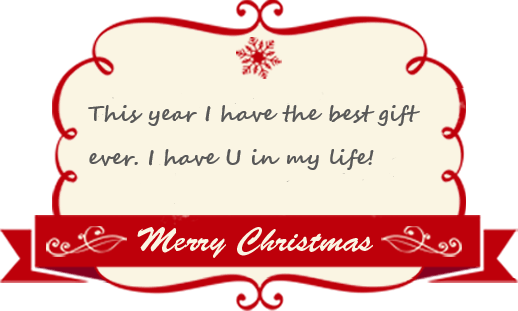 This year I have the best gift
ever. I have U in my life!
Merry Christmas